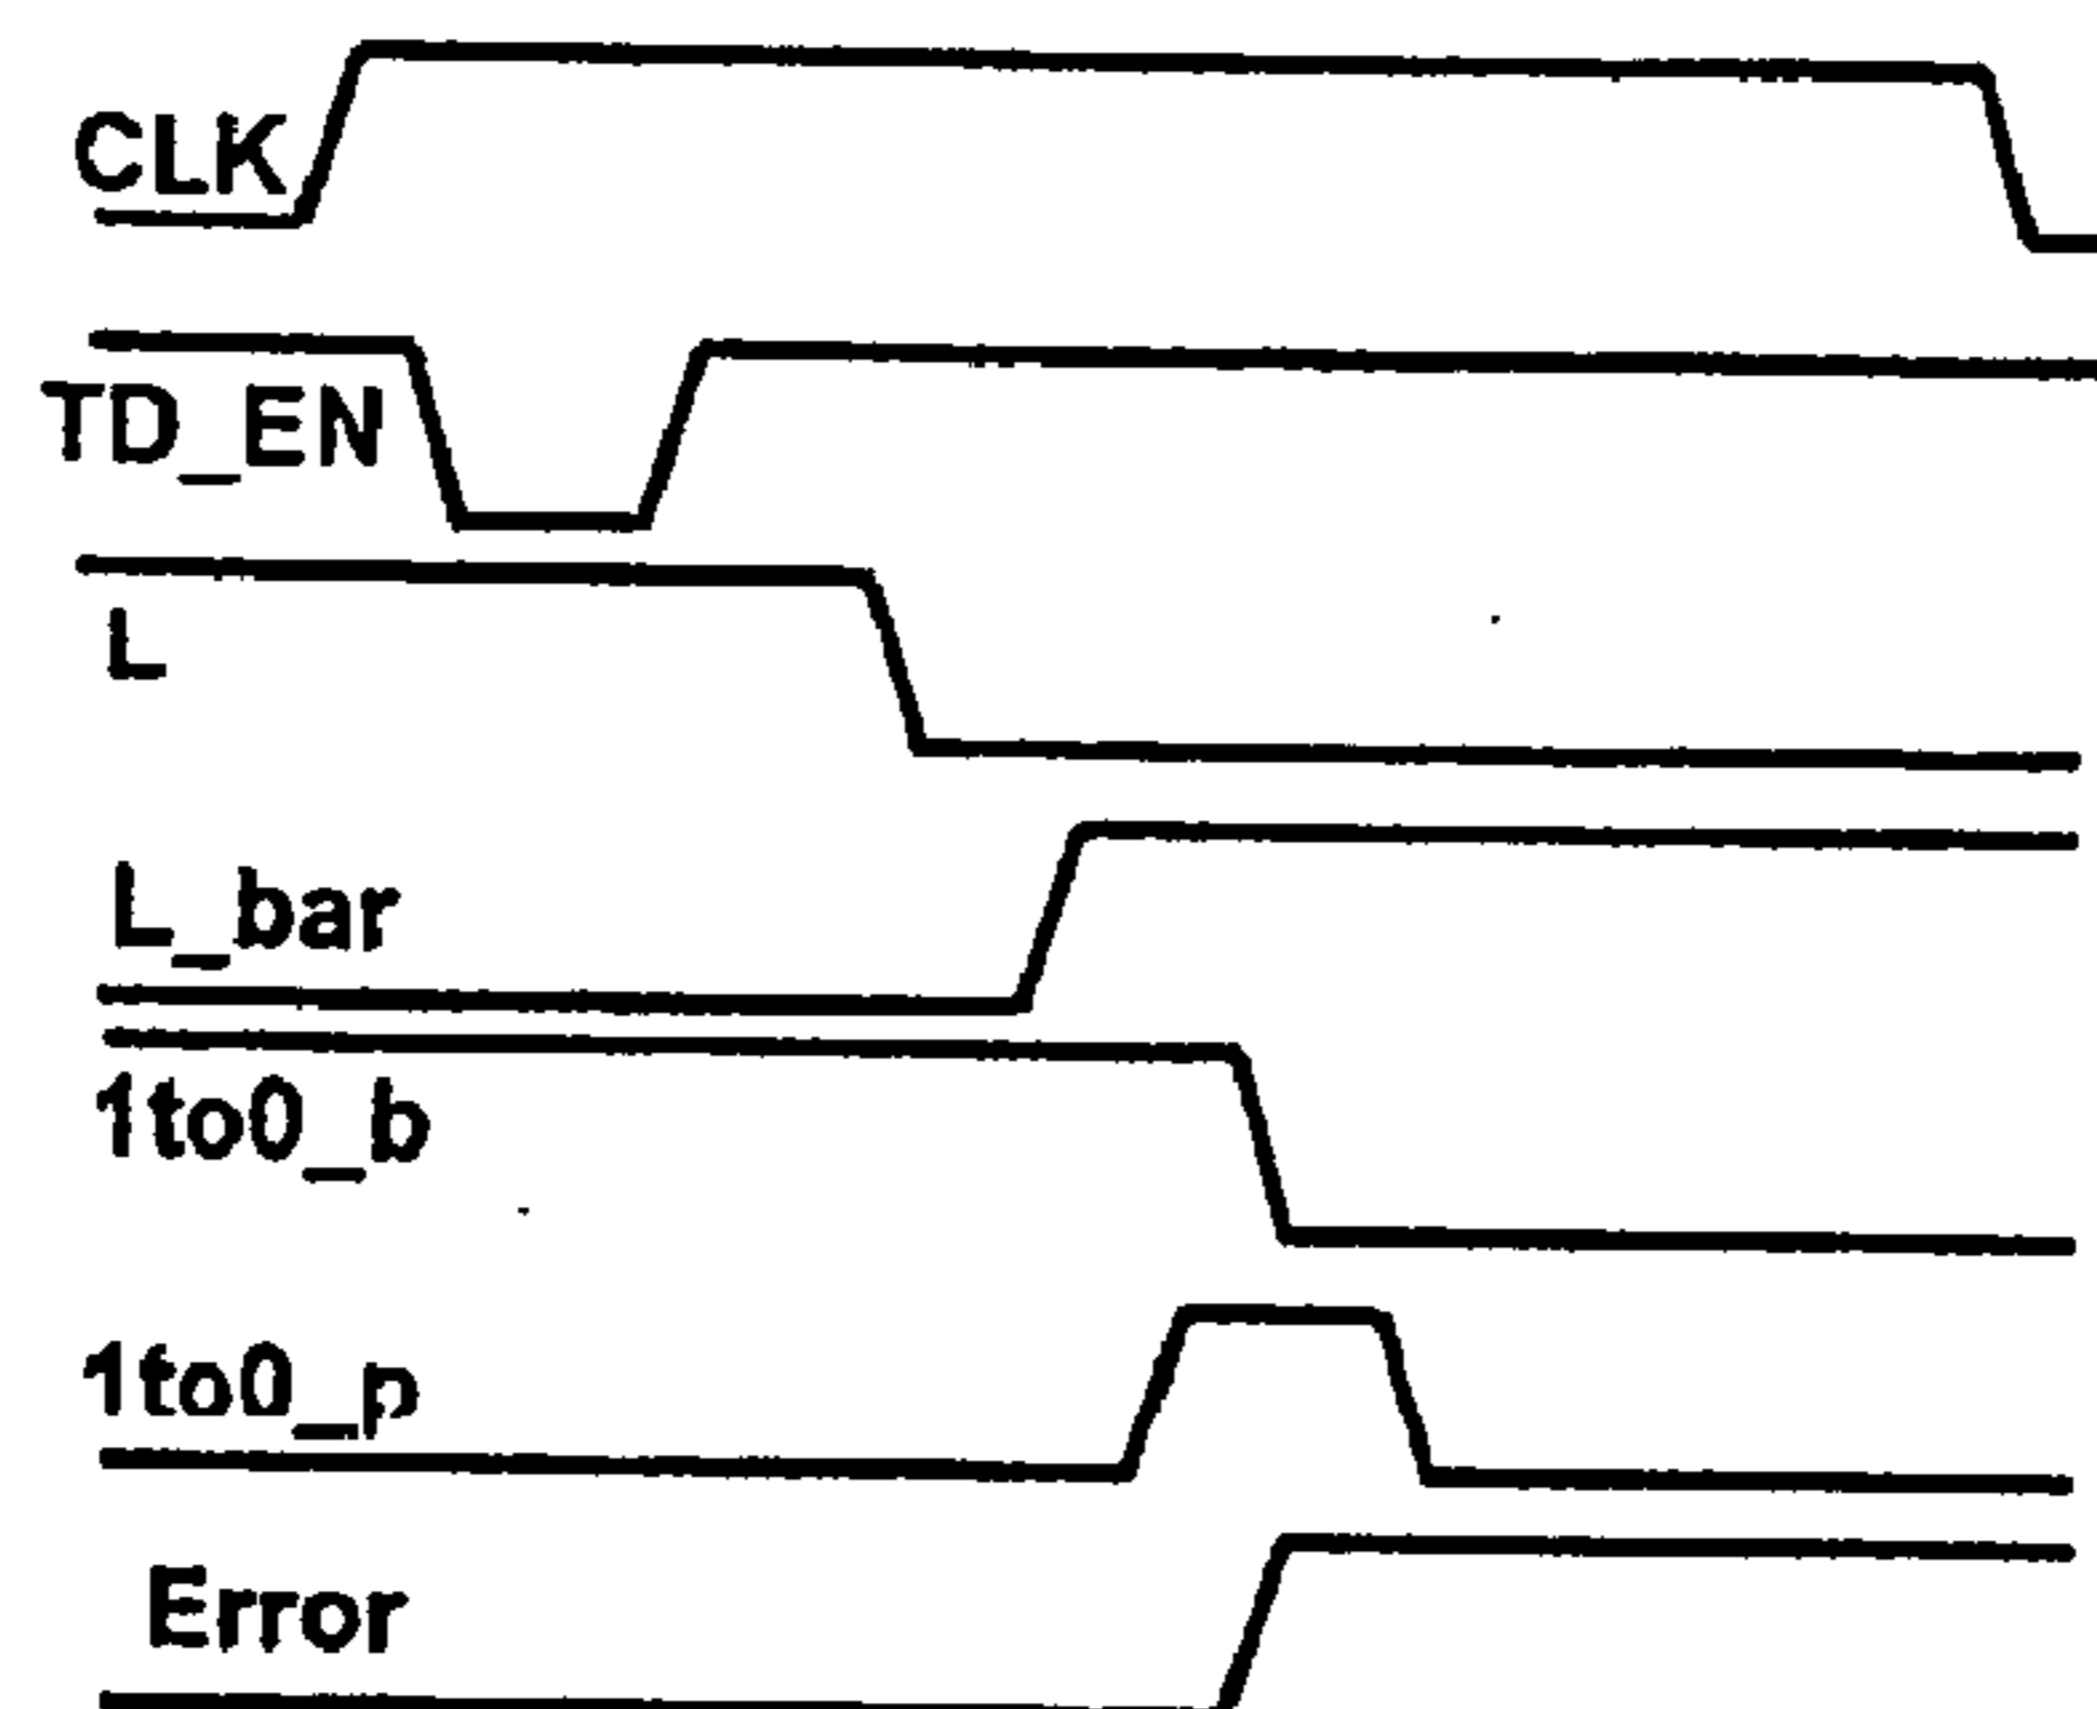 CLK
TD_EN
L
L_bar
1to0_b
1to0_p
Error